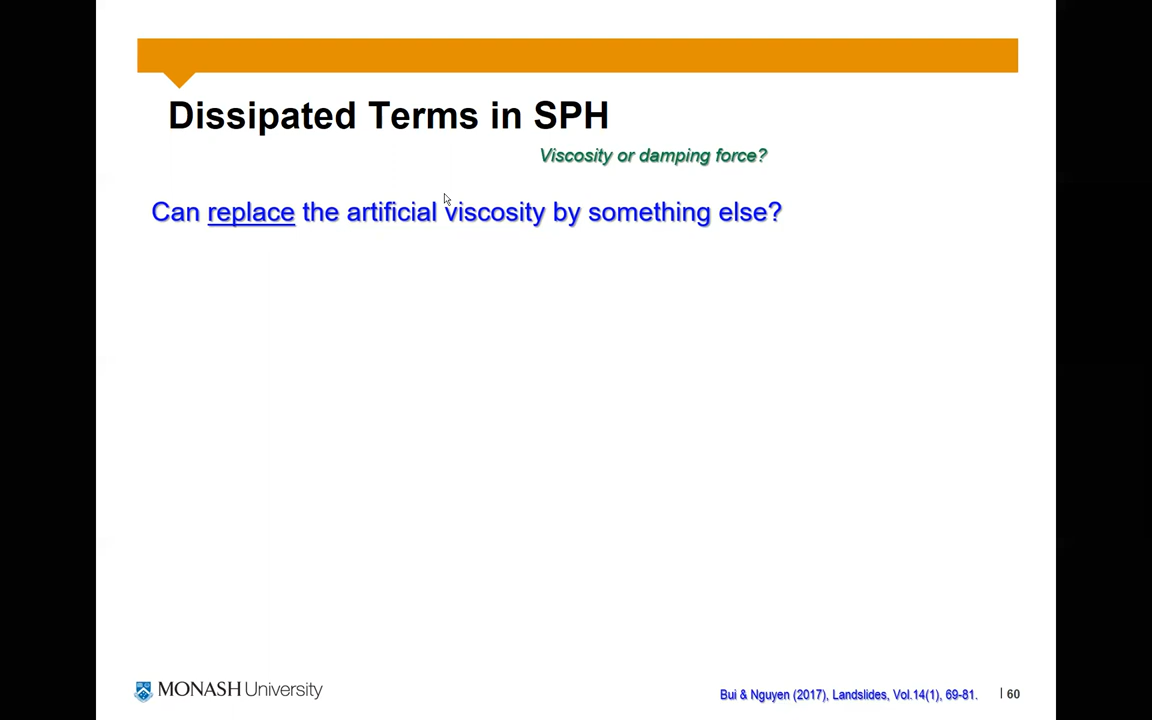 Dissipated Terms in SPH
Viscosity or damping force?
Can replace the artificial viscosity by something else?
MONASH University
Bui & Nguyen (2017), Landslides, Vol.14(1), 69-81.
60